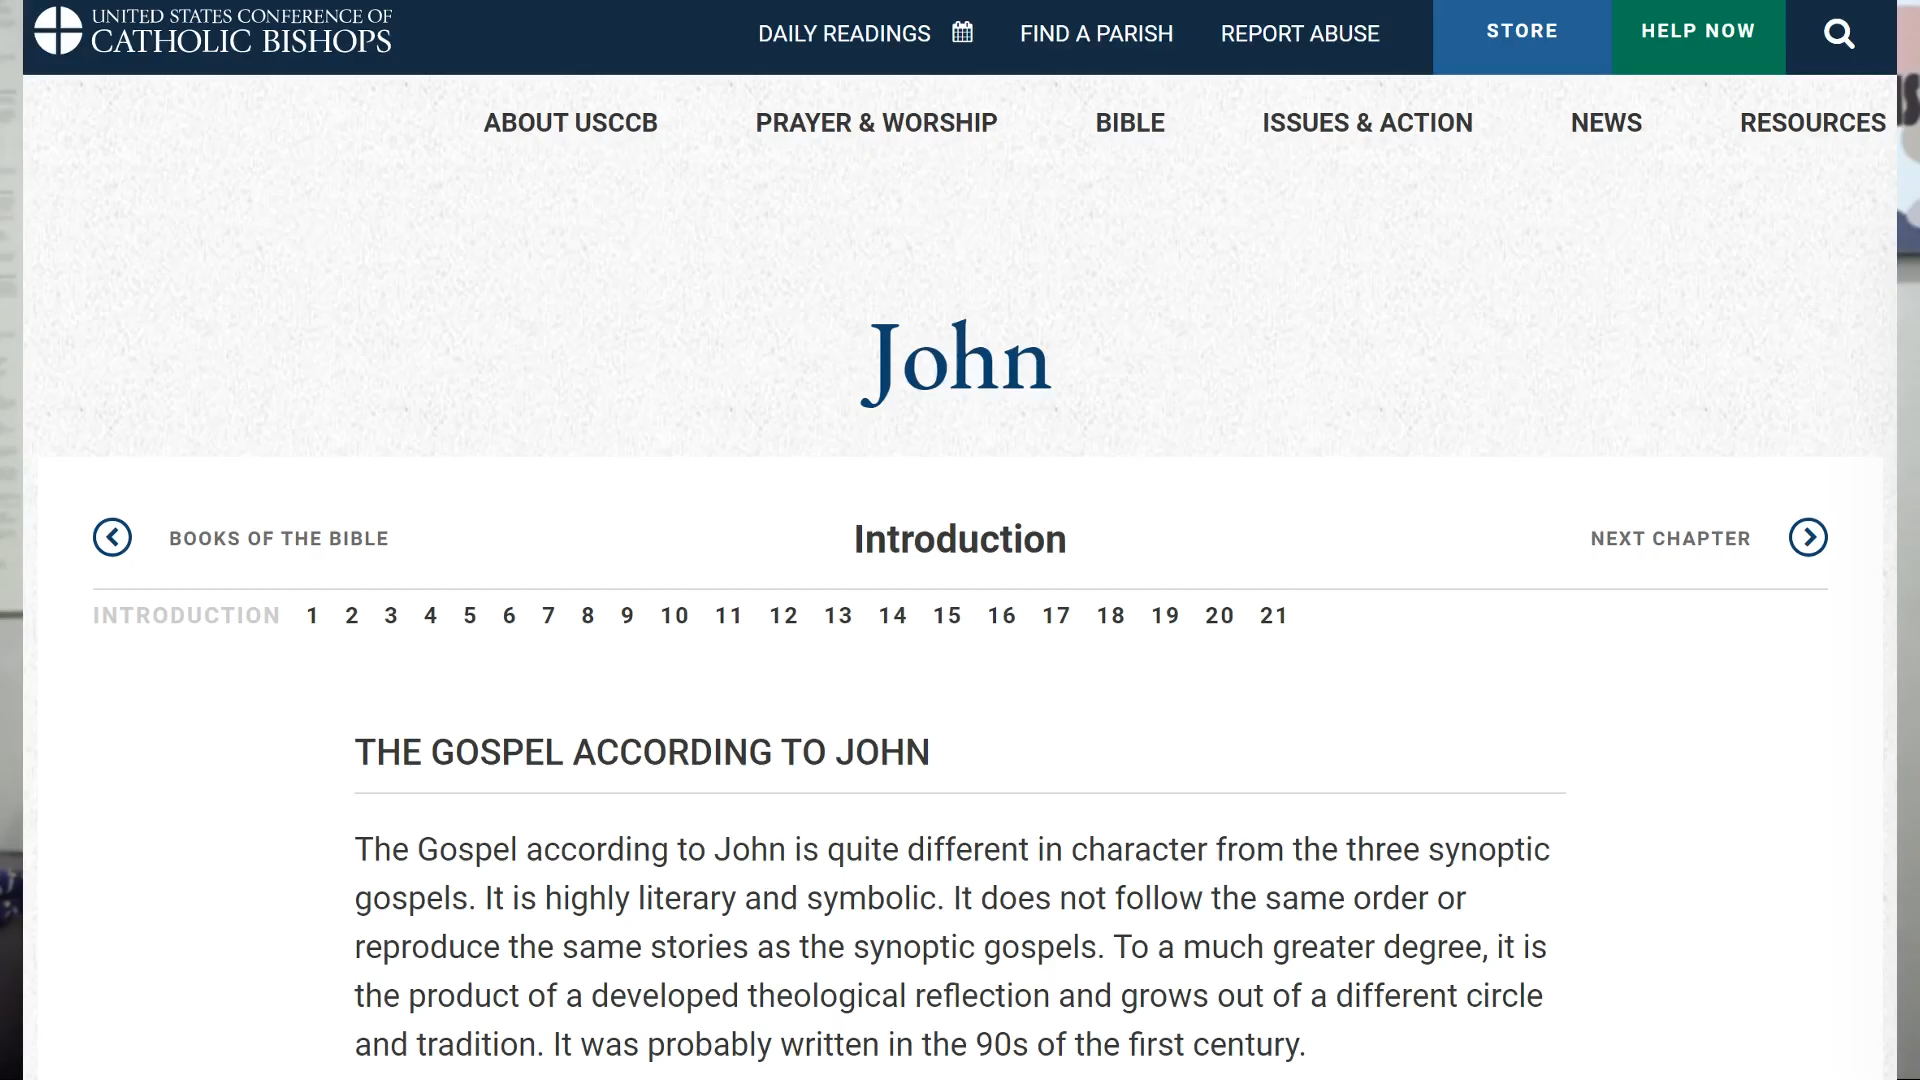 UNITED STATES CONFERENCE OF
CATHOLIC BISHOPS
DAILY READINGS
FIND A PARISH
REPORT ABUSE
STORE
HELP NOW
ABOUT USCCB
PRAYER & WORSHIP
BIBLE
ISSUES & ACTION
NEWS
RESOURCES
John
BOOKS OF THE BIBLE
Introduction
NEXT CHAPTER
INTRODUCTION 1 2 3 4 5 6 7 8 9 10 11 12 13 14 15 16 17 18 19 20 21
THE GOSPEL ACCORDING TO JOHN
The Gospel according to John is quite different in character from the three synoptic
gospels. It is highly literary and symbolic. It does not follow the same order or
reproduce the same stories as the synoptic gospels. To a much greater degree, it is
the product of a developed theological reflection and grows out of a different circle
and tradition. It was probably written in the 90s of the first century.